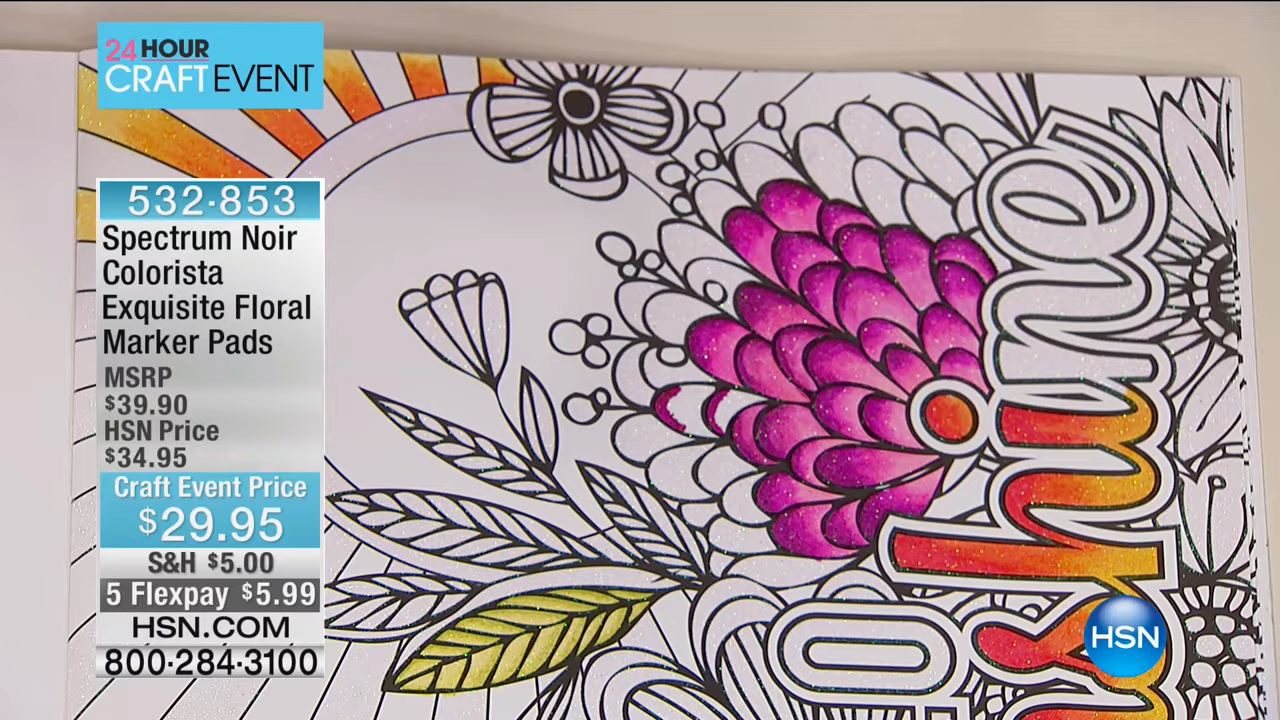 24 HOUR
CRAFT EVENT
532·853
Spectrum Noir
Colorista
Exquisite Floral
Marker Pads
MSRP
$39.90
HSN Price
$34.95
Craft Event Price
$29.95
S&H $5.00
5 Flexpay $5.99
HSN.COM
800·284·3100
HSN